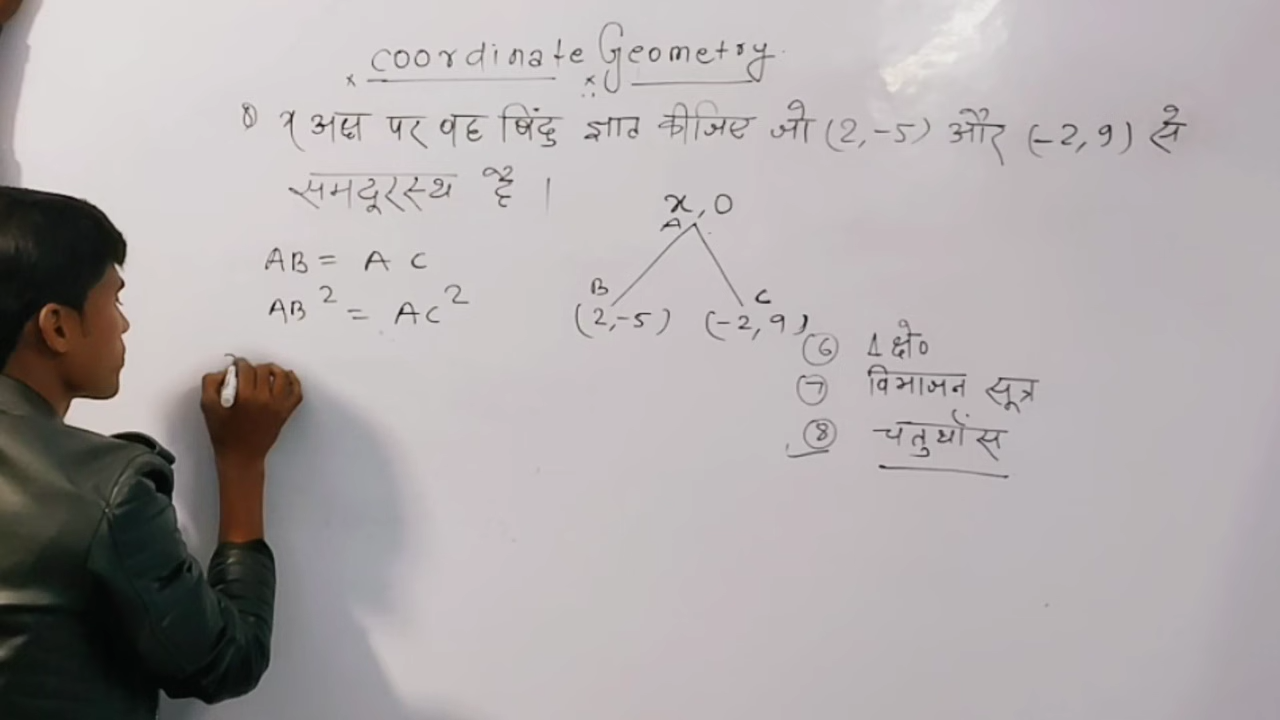 coordinate Geometry
8) x अक्ष पर वह बिंदु ज्ञात कीजिए जो (2,-5) और (-2,9) से
समदूरस्थ है ।
x, 0
A
AB = AC
AB² = AC²
B C
(2,-5) (-2,9)
⑥ Δ क्षे०
⑦ विभाजन सूत्र
⑧ चतुर्थांस